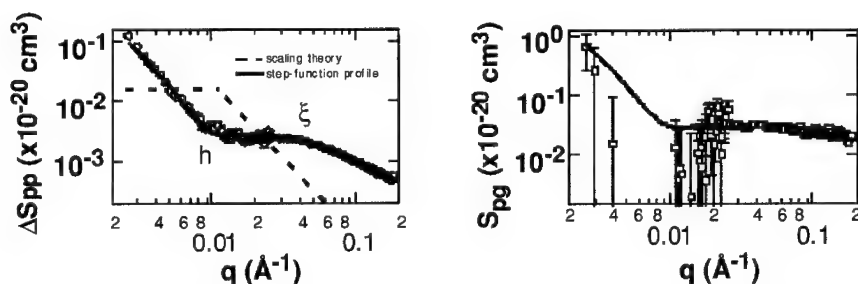 ΔSpp (x10-20 cm3)
10-1
10-2
10-3
scaling theory
step-function profile
h
ξ
2 4 6 8 2 4 6 8 2
0.01 0.1
q (Å-1)
Spg (x10-20 cm3)
100
10-1
10-2
2 4 6 8 2 4 6 8 2
0.01 0.1
q (Å-1)